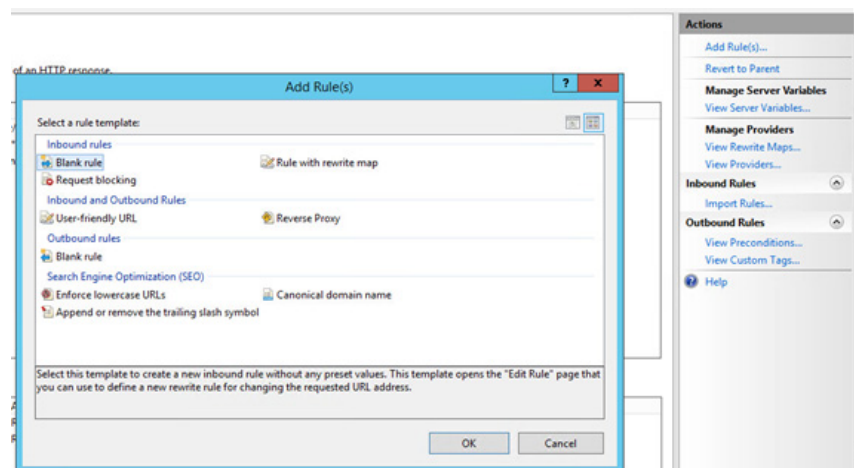 of an HTTP response.
Add Rule(s)
?
x
Select a rule template:
Inbound rules
Blank rule
Rule with rewrite map
Request blocking
Inbound and Outbound Rules
User-friendly URL
Reverse Proxy
Outbound rules
Blank rule
Search Engine Optimization (SEO)
Enforce lowercase URLs
Canonical domain name
Append or remove the trailing slash symbol
Select this template to create a new inbound rule without any preset values. This template opens the "Edit Rule" page that
you can use to define a new rewrite rule for changing the requested URL address.
OK
Cancel
Actions
Add Rule(s)...
Revert to Parent
Manage Server Variables
View Server Variables...
Manage Providers
View Rewrite Maps...
View Providers...
Inbound Rules
Import Rules...
Outbound Rules
View Preconditions...
View Custom Tags...
Help